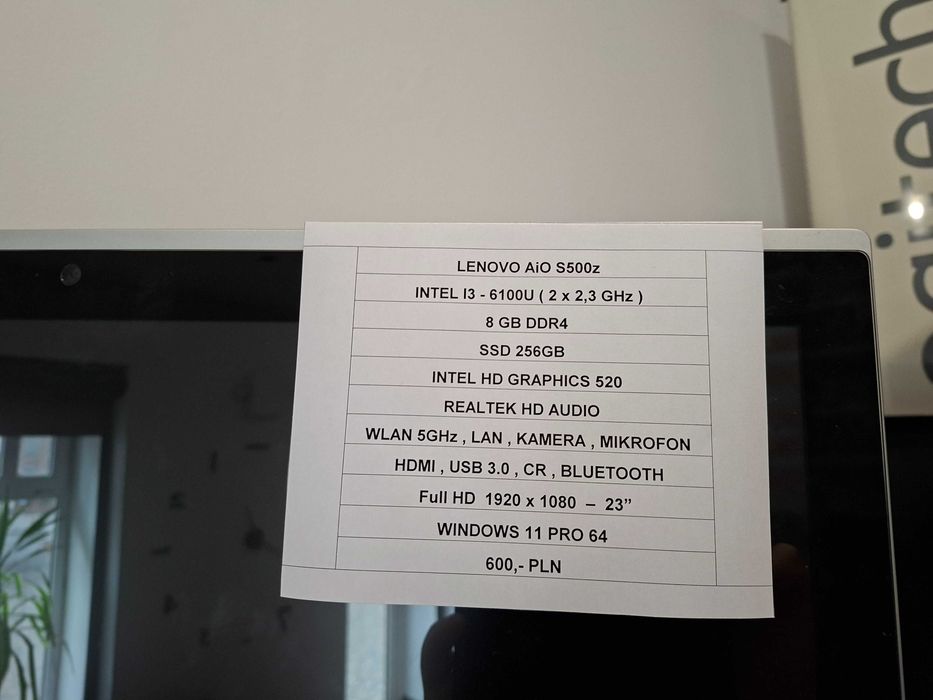 LENOVO AiO S500z
INTEL I3 - 6100U ( 2 x 2,3 GHz )
8 GB DDR4
SSD 256GB
INTEL HD GRAPHICS 520
REALTEK HD AUDIO
WLAN 5GHz , LAN , KAMERA , MIKROFON
HDMI , USB 3.0 , CR , BLUETOOTH
Full HD 1920 x 1080 – 23”
WINDOWS 11 PRO 64
600,- PLN